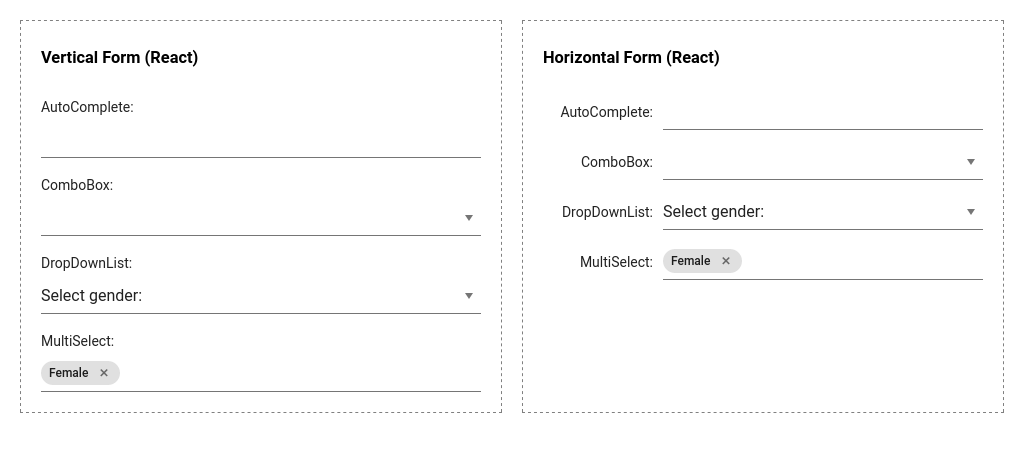 Vertical Form (React)
AutoComplete:
ComboBox:
DropDownList:
Select gender:
MultiSelect:
Female
Horizontal Form (React)
AutoComplete:
ComboBox:
DropDownList: Select gender:
MultiSelect: Female